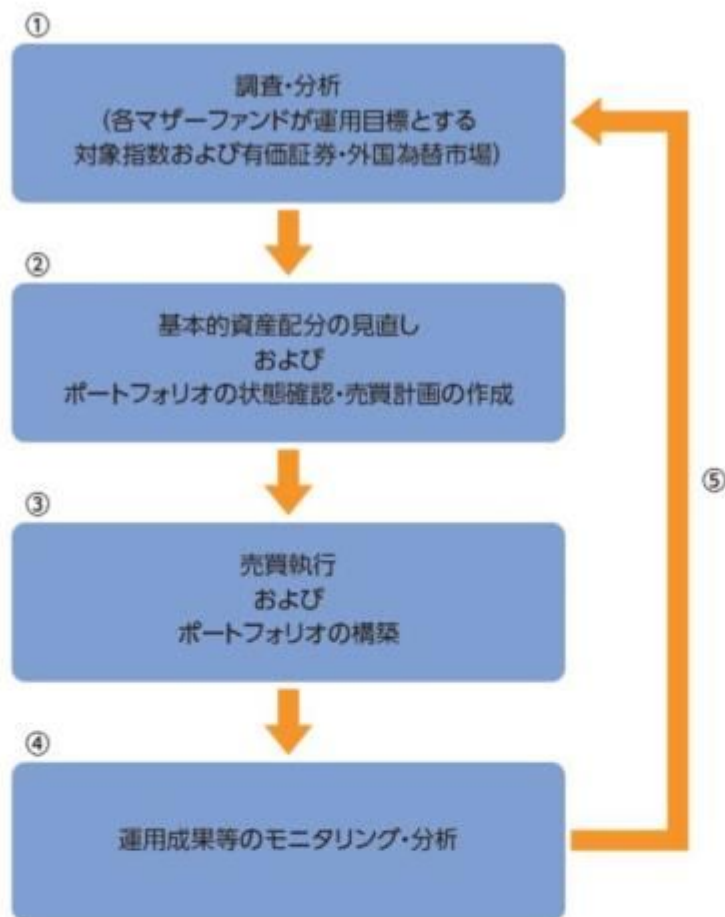 ①
調査・分析
(各マザーファンドが運用目標とする
対象指数および有価証券・外国為替市場)
②
基本的資産配分の見直し
および
ポートフォリオの状態確認・売買計画の作成
③
売買執行
および
ポートフォリオの構築
⑤
④
運用成果等のモニタリング・分析